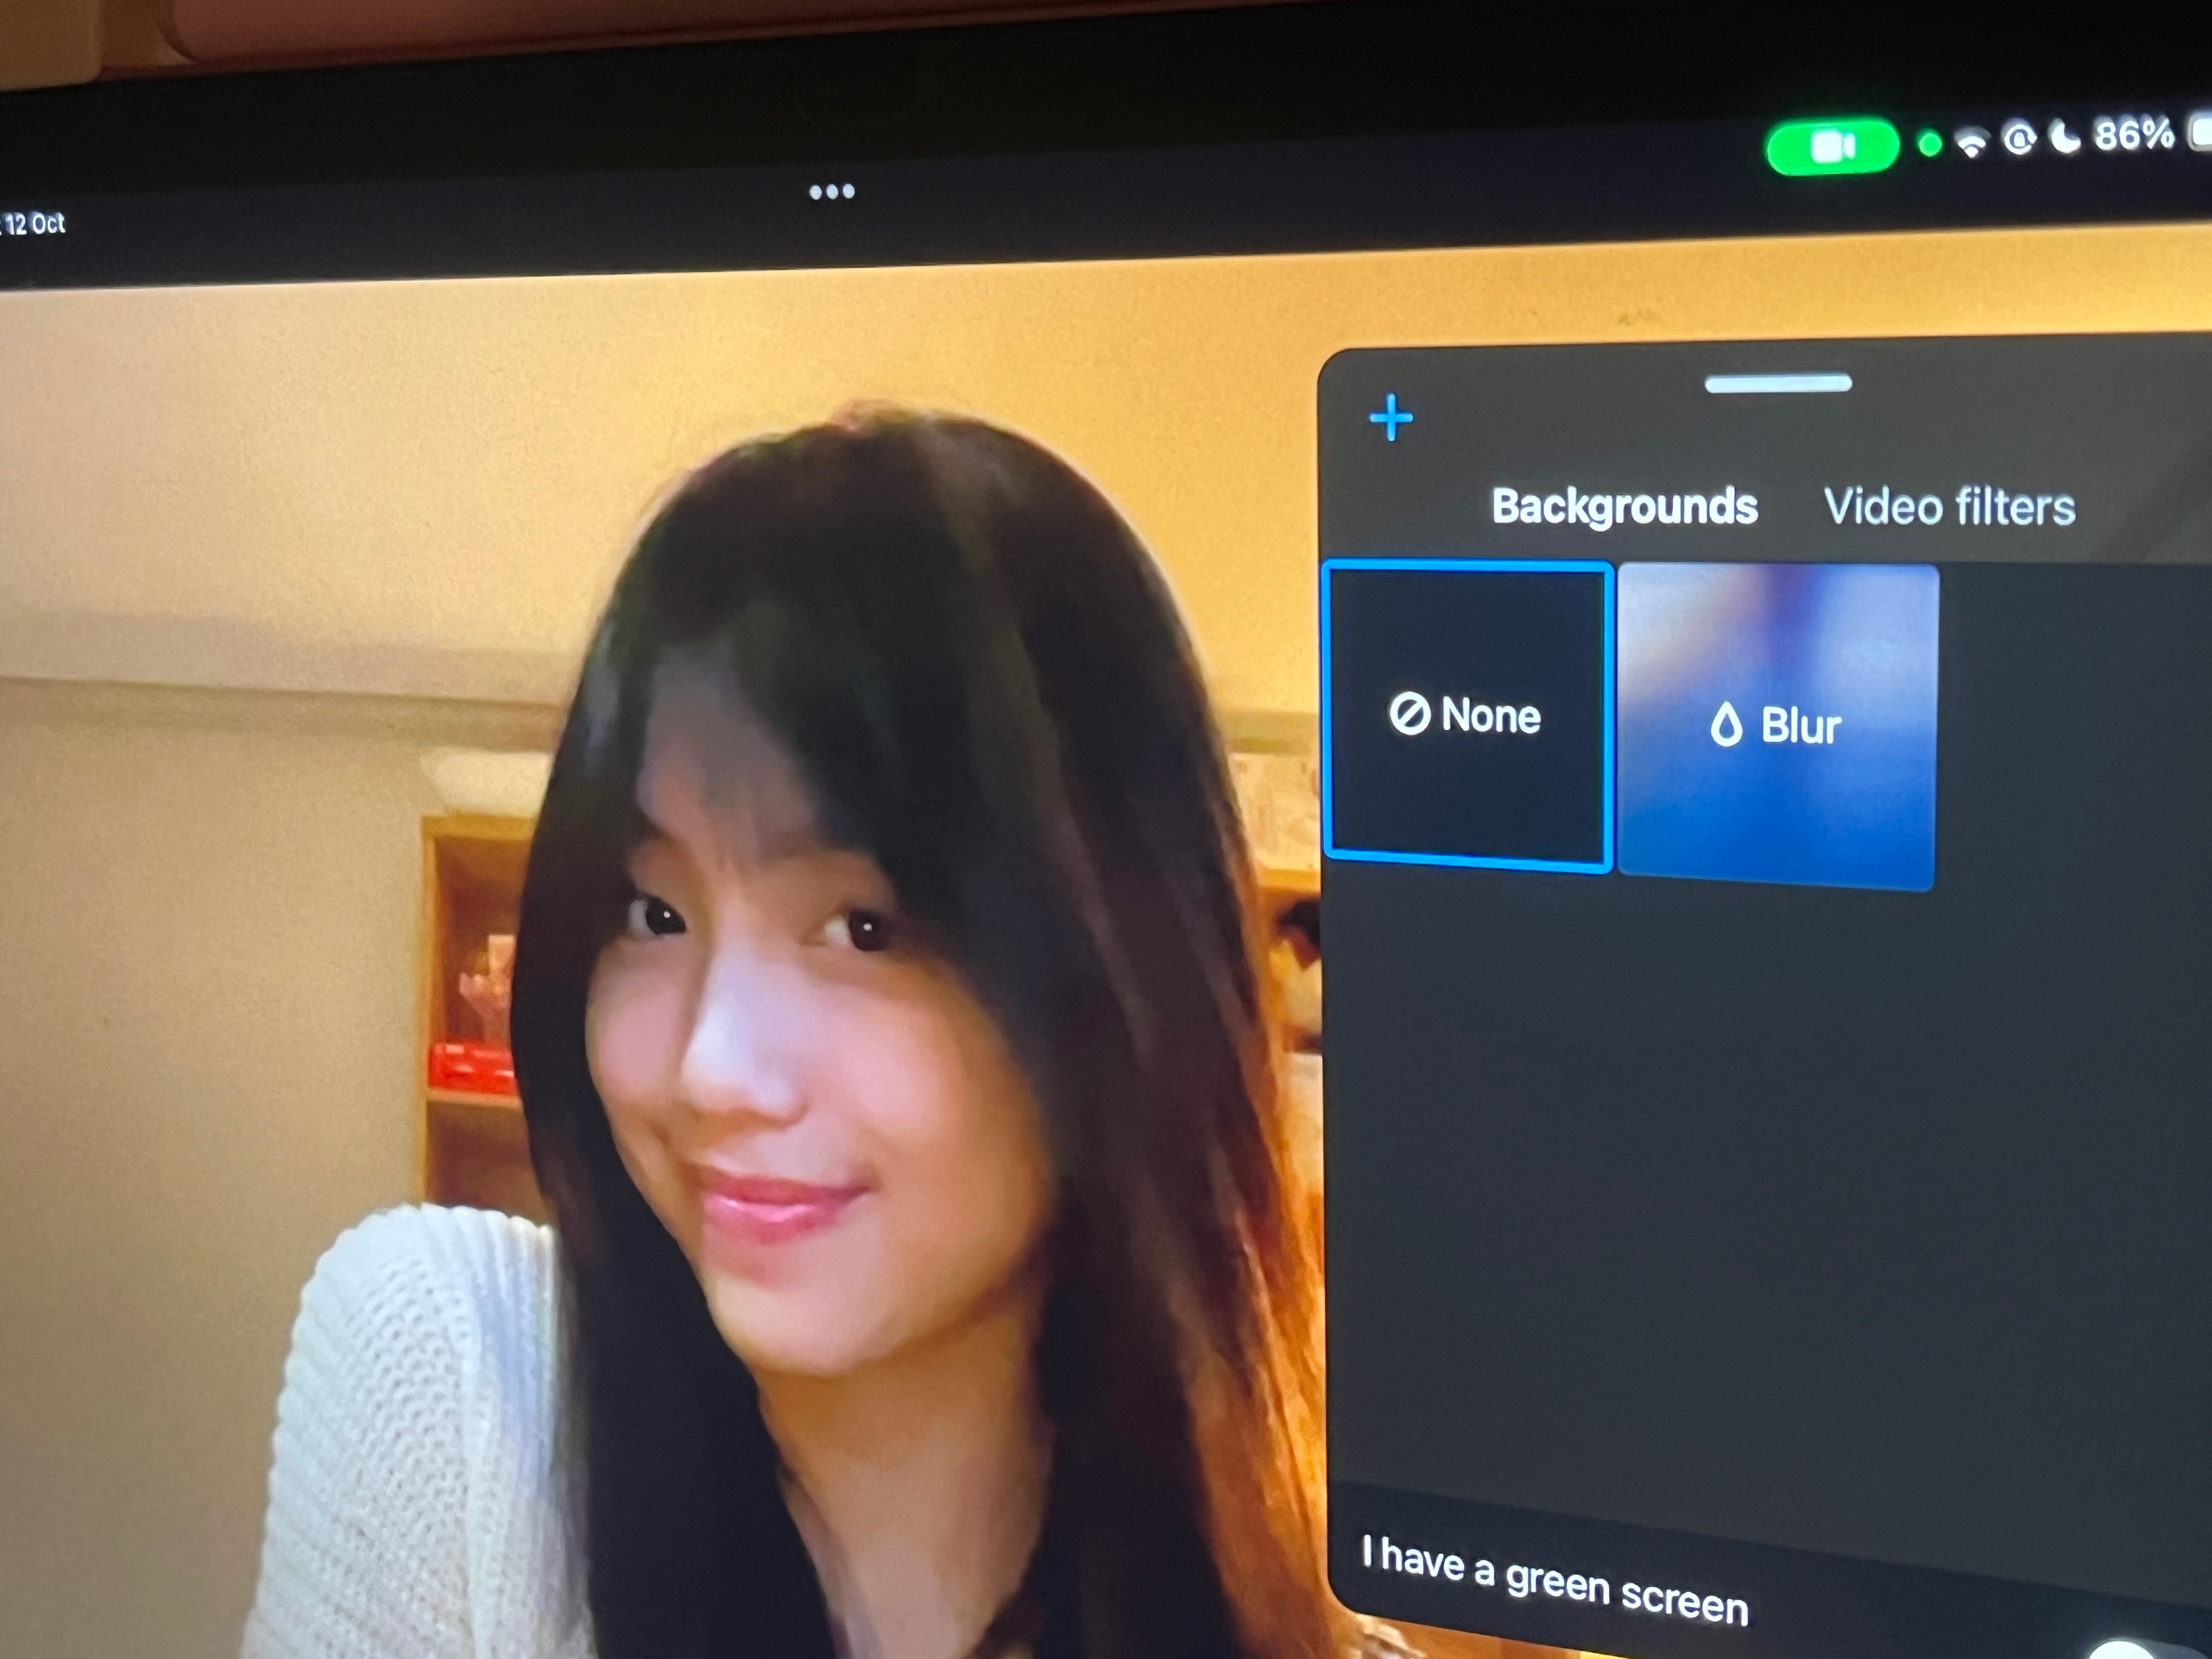 12 Oct
86%
Backgrounds Video filters
None Blur
I have a green screen